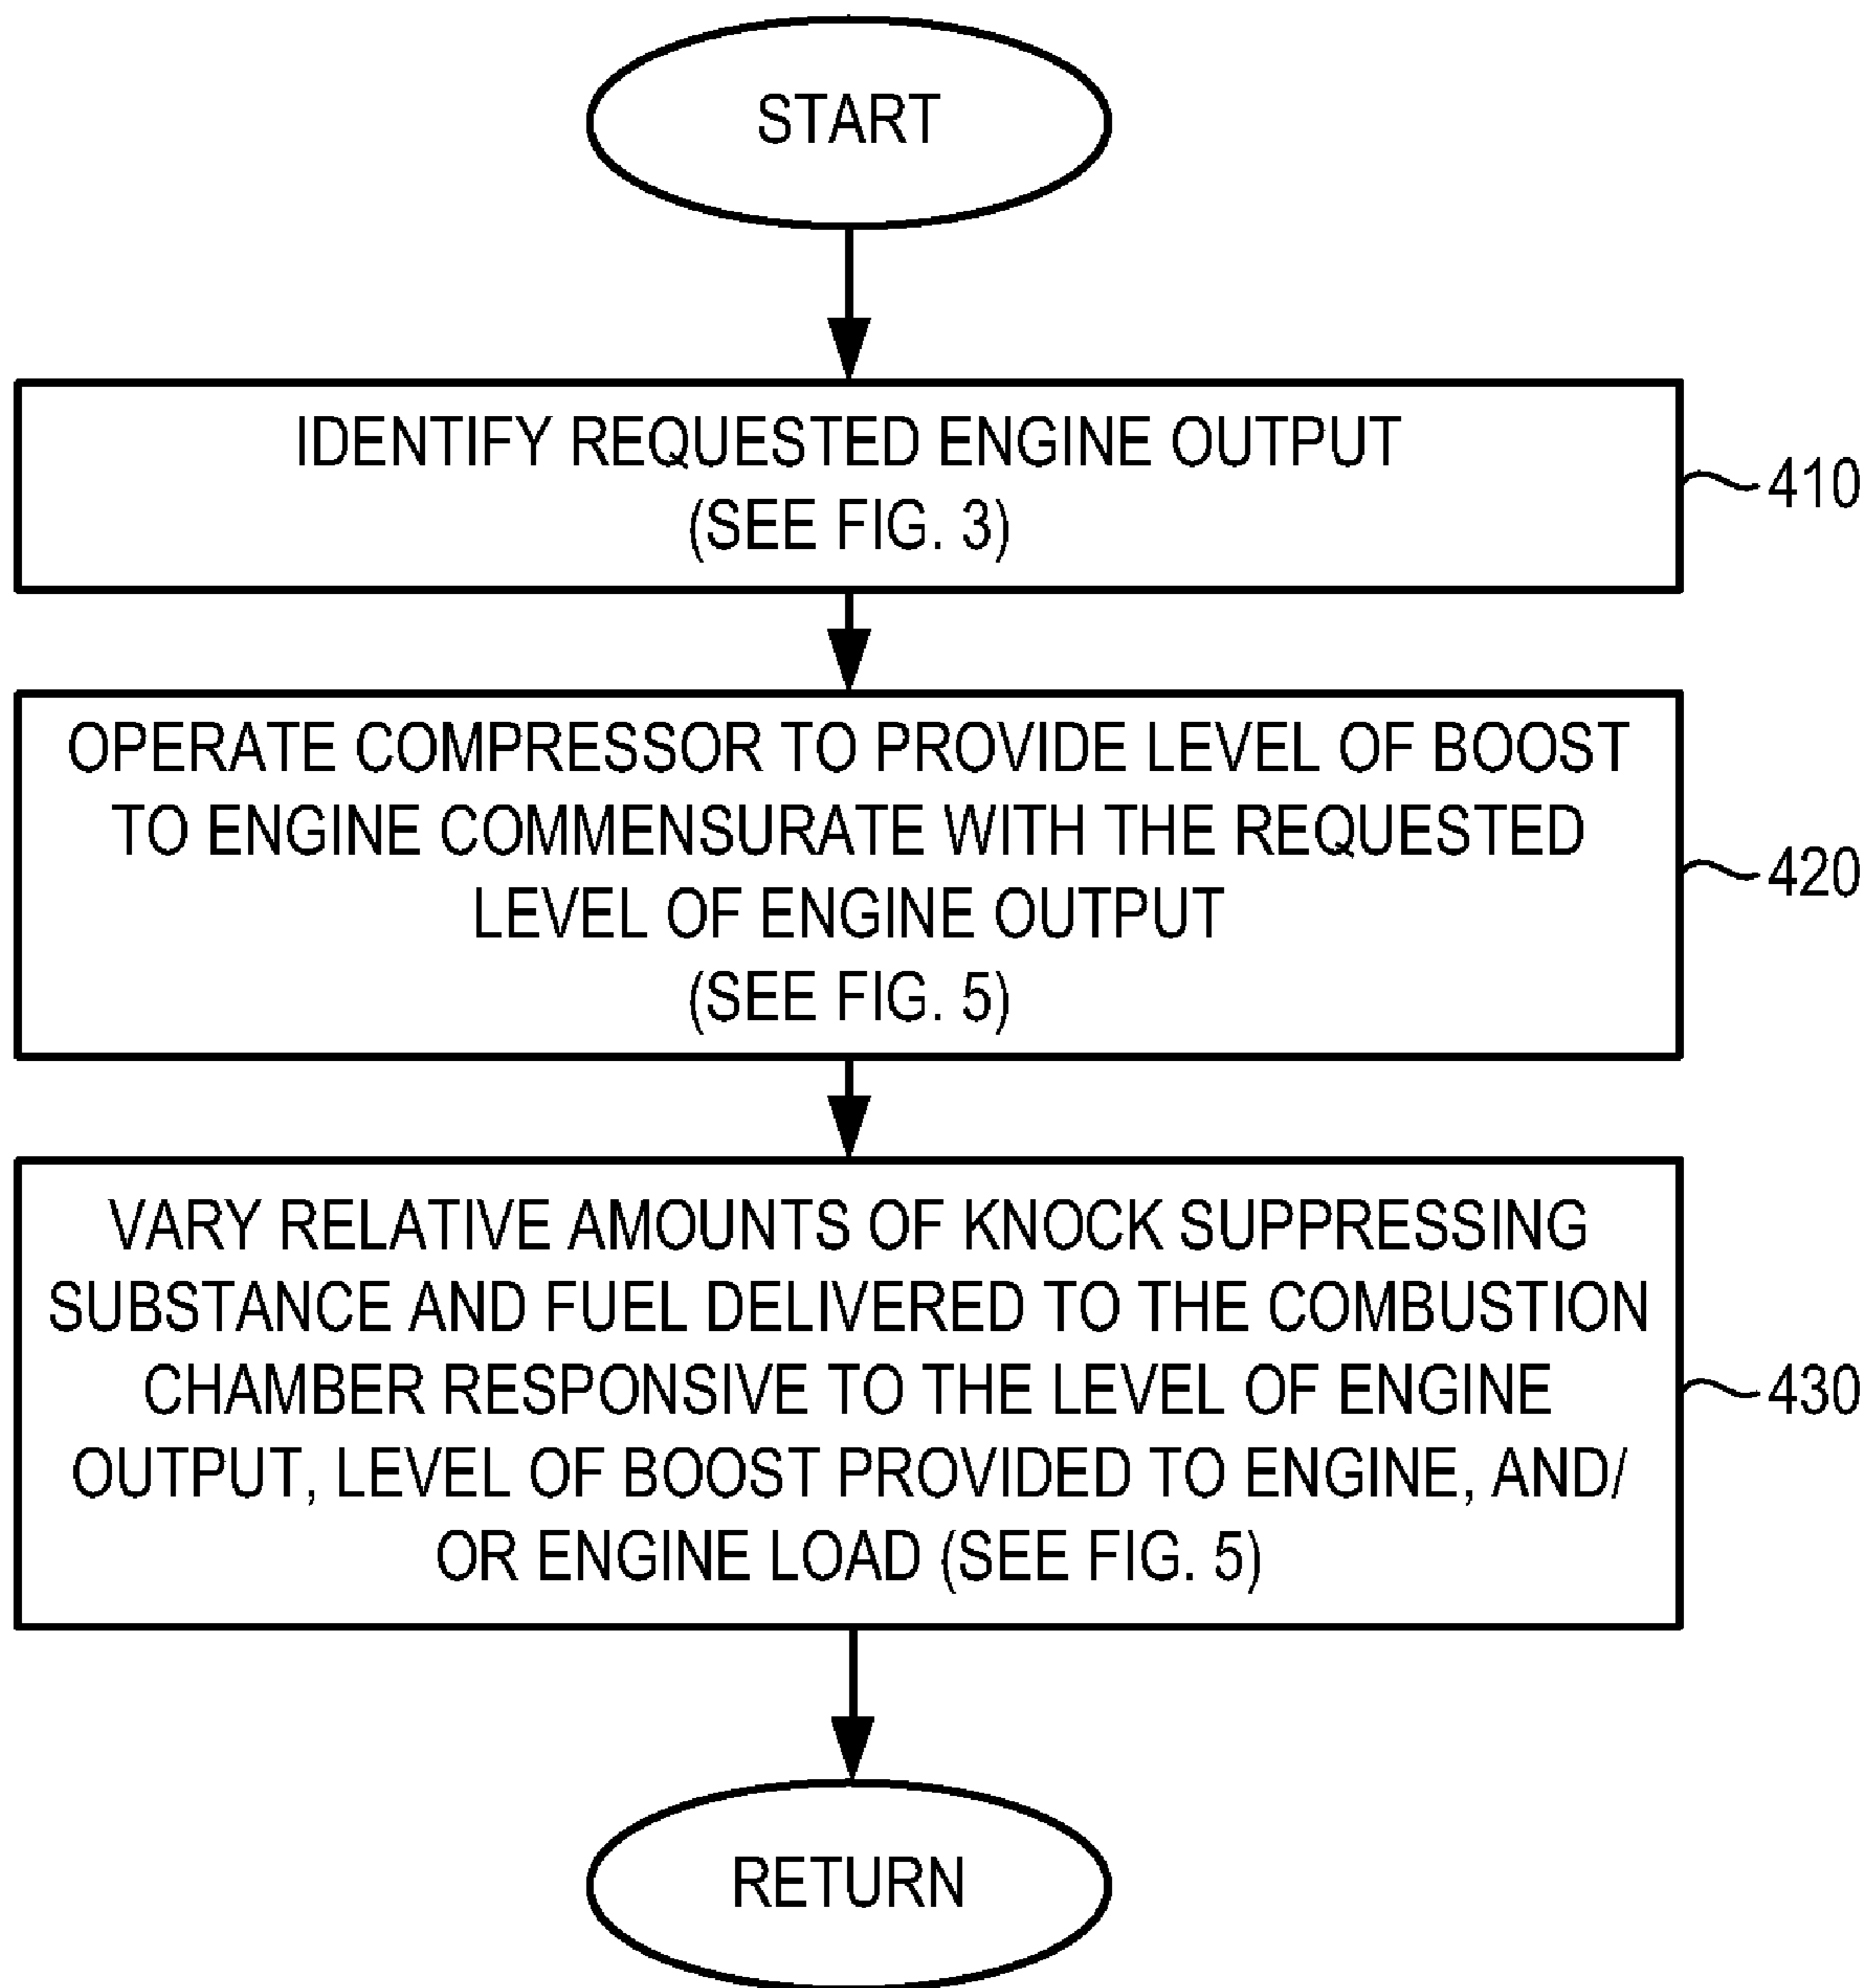 START
IDENTIFY REQUESTED ENGINE OUTPUT
(SEE FIG. 3)
410
OPERATE COMPRESSOR TO PROVIDE LEVEL OF BOOST
TO ENGINE COMMENSURATE WITH THE REQUESTED
LEVEL OF ENGINE OUTPUT
(SEE FIG. 5)
420
VARY RELATIVE AMOUNTS OF KNOCK SUPPRESSING
SUBSTANCE AND FUEL DELIVERED TO THE COMBUSTION
CHAMBER RESPONSIVE TO THE LEVEL OF ENGINE
OUTPUT, LEVEL OF BOOST PROVIDED TO ENGINE, AND/
OR ENGINE LOAD (SEE FIG. 5)
430
RETURN